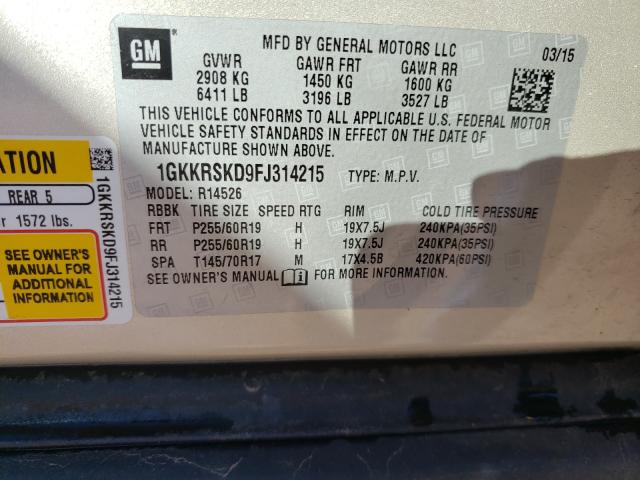 GM
MFD BY GENERAL MOTORS LLC 03/15
GVWR GAWR FRT GAWR RR
2908 KG 1450 KG 1600 KG
6411 LB 3196 LB 3527 LB
THIS VEHICLE CONFORMS TO ALL APPLICABLE U.S. FEDERAL MOTOR
VEHICLE SAFETY STANDARDS IN EFFECT ON THE DATE OF
MANUFACTURE SHOWN ABOVE.
1GKKRSKD9FJ314215 TYPE: M.P.V.
MODEL: R14526
RBBK TIRE SIZE SPEED RTG RIM COLD TIRE PRESSURE
FRT P255/60R19 H 19X7.5J 240KPA(35PSI)
RR P255/60R19 H 19X7.5J 240KPA(35PSI)
SPA T145/70R17 M 17X4.5B 420KPA(60PSI)
SEE OWNER'S MANUAL FOR MORE INFORMATION.
REAR 5
1572 lbs.
SEE OWNER'S
MANUAL FOR
ADDITIONAL
INFORMATION
1GKKRSKD9FJ314215